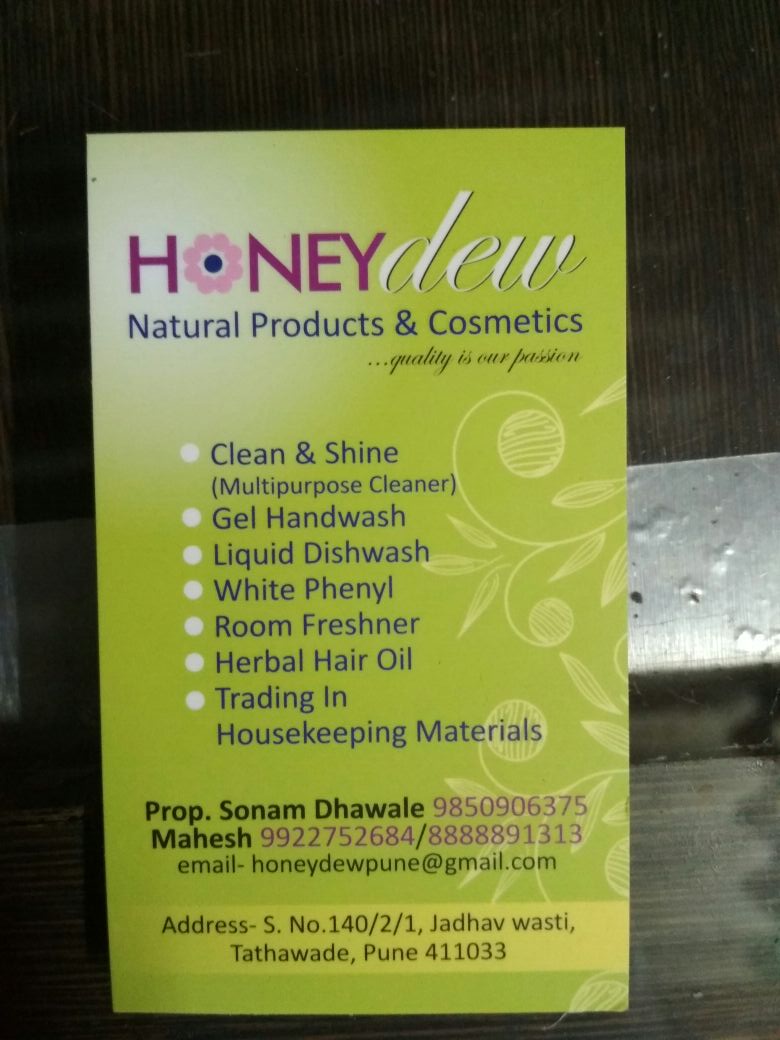 HONEYdew
Natural Products & Cosmetics
...quality is our passion
Clean & Shine
(Multipurpose Cleaner)
Gel Handwash
Liquid Dishwash
White Phenyl
Room Freshner
Herbal Hair Oil
Trading In
Housekeeping Materials
Prop. Sonam Dhawale 9850906375
Mahesh 9922752684/8888891313
email- honeydewpune@gmail.com
Address- S. No.140/2/1, Jadhav wasti,
Tathawade, Pune 411033